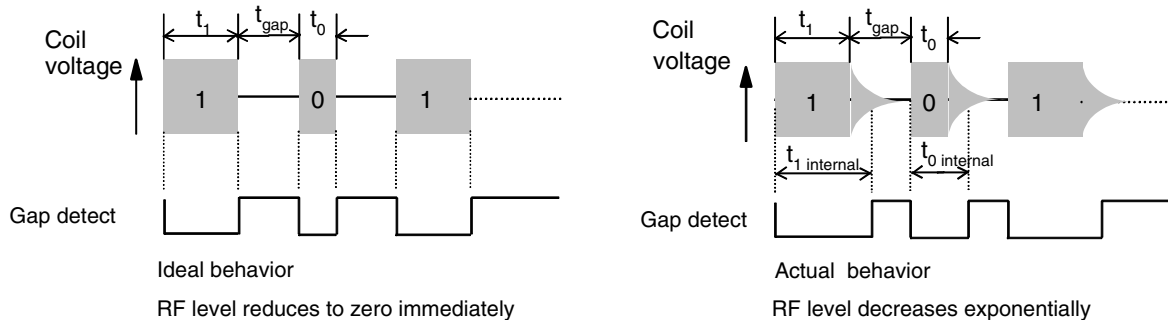 t1 tgap t0
Coil
voltage
1 0 1
Gap detect
Ideal behavior
RF level reduces to zero immediately
t1 tgap t0
Coil
voltage
1 0 1
t1 internal t0 internal
Gap detect
Actual behavior
RF level decreases exponentially